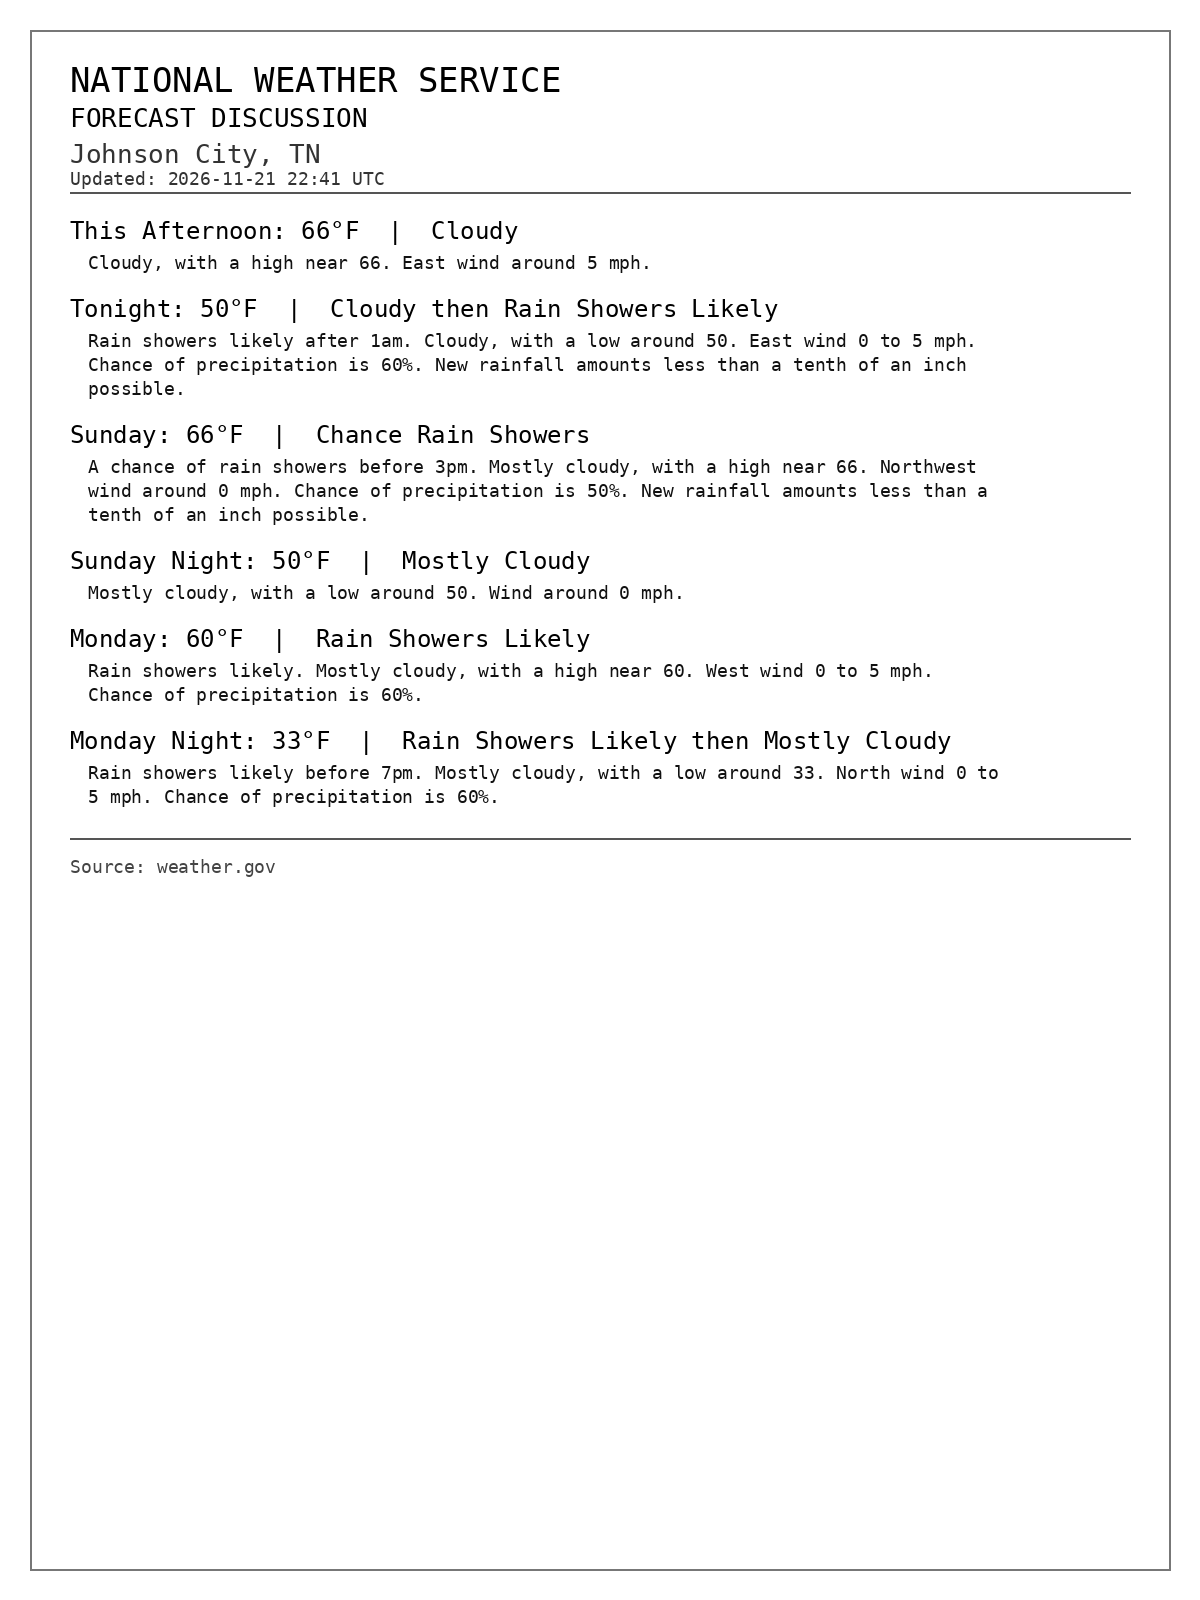 NATIONAL WEATHER SERVICE
FORECAST DISCUSSION
Johnson City, TN
Updated: 2026-11-21 22:41 UTC
This Afternoon: 66°F | Cloudy
Cloudy, with a high near 66. East wind around 5 mph.
Tonight: 50°F | Cloudy then Rain Showers Likely
Rain showers likely after 1am. Cloudy, with a low around 50. East wind 0 to 5 mph.
Chance of precipitation is 60%. New rainfall amounts less than a tenth of an inch
possible.
Sunday: 66°F | Chance Rain Showers
A chance of rain showers before 3pm. Mostly cloudy, with a high near 66. Northwest
wind around 0 mph. Chance of precipitation is 50%. New rainfall amounts less than a
tenth of an inch possible.
Sunday Night: 50°F | Mostly Cloudy
Mostly cloudy, with a low around 50. Wind around 0 mph.
Monday: 60°F | Rain Showers Likely
Rain showers likely. Mostly cloudy, with a high near 60. West wind 0 to 5 mph.
Chance of precipitation is 60%.
Monday Night: 33°F | Rain Showers Likely then Mostly Cloudy
Rain showers likely before 7pm. Mostly cloudy, with a low around 33. North wind 0 to
5 mph. Chance of precipitation is 60%.
Source: weather.gov